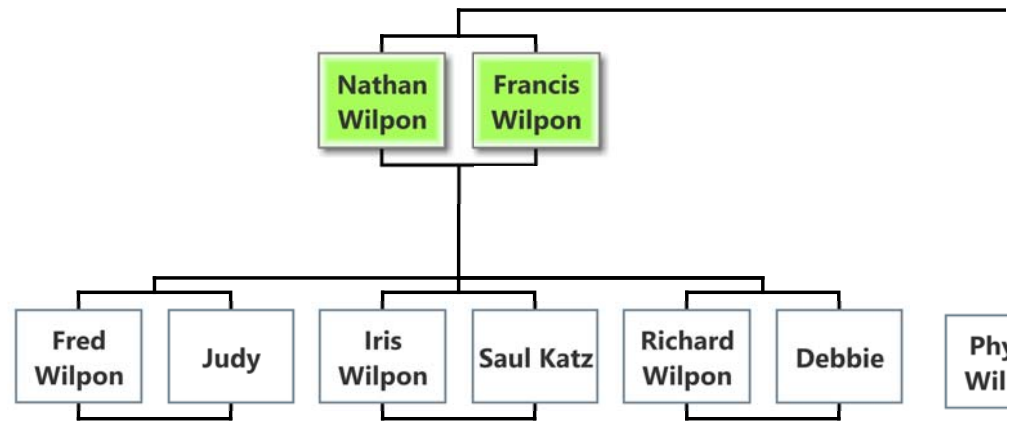 Nathan
Wilpon
Francis
Wilpon
Fred
Wilpon
Judy
Iris
Wilpon
Saul Katz
Richard
Wilpon
Debbie